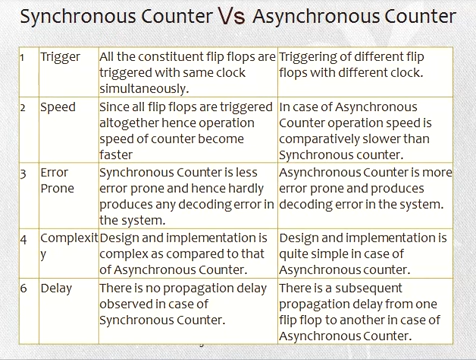 Synchronous Counter Vs Asynchronous Counter
1 Trigger All the constituent flip flops are Triggering of different flip
triggered with same clock flops with different clock.
simultaneously.
2 Speed Since all flip flops are triggered In case of Asynchronous
altogether hence operation Counter operation speed is
speed of counter become comparatively slower than
faster Synchronous counter.
3 Error Synchronous Counter is less Asynchronous Counter is more
Prone error prone and hence hardly error prone and produces
produces any decoding error in decoding error in the system.
the system.
4 Complexit Design and implementation is Design and implementation is
y complex as compared to that quite simple in case of
of Asynchronous Counter. Asynchronous counter.
6 Delay There is no propagation delay There is a subsequent
observed in case of propagation delay from one
Synchronous Counter. flip flop to another in case of
Asynchronous Counter.